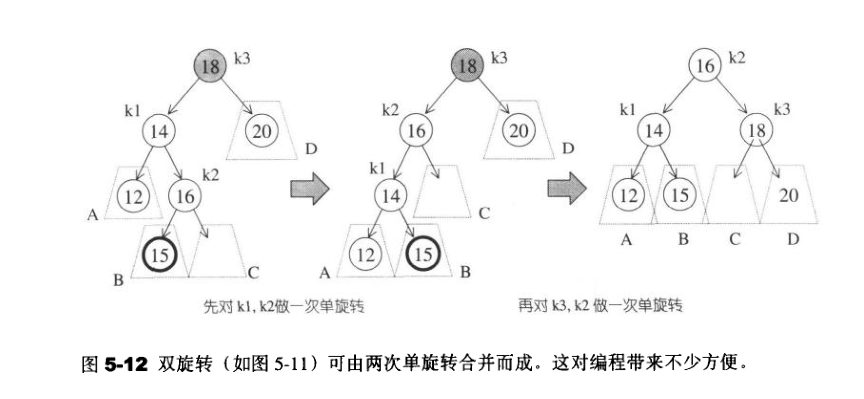 18 k3
k1
14 20
D
k2
12 16
A
15
B C
18 k3
k2
16 20
D
k1
14
C
12 15
A B
16 k2
k1 k3
14 18
12 15 20
A B C D
先对 k1, k2做一次单旋转
再对 k3, k2 做一次单旋转
图 5-12 双旋转（如图 5-11）可由两次单旋转合并而成。这对编程带来不少方便。